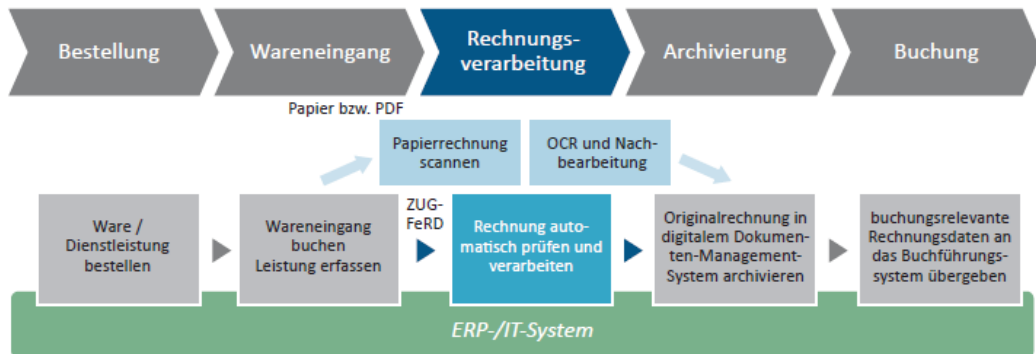 Bestellung
Wareneingang
Rechnungs-
verarbeitung
Archivierung
Buchung
Papier bzw. PDF
Papierrechnung
scannen
OCR und Nach-
bearbeitung
Ware /
Dienstleistung
bestellen
Wareneingang
buchen
Leistung erfassen
ZUG-
FeRD
Rechnung auto-
matisch prüfen und
verarbeiten
Originalrechnung in
digitalem Dokumen-
ten-Management-
System archivieren
buchungsrelevante
Rechnungsdaten an
das Buchführungs-
system übergeben
ERP-/IT-System